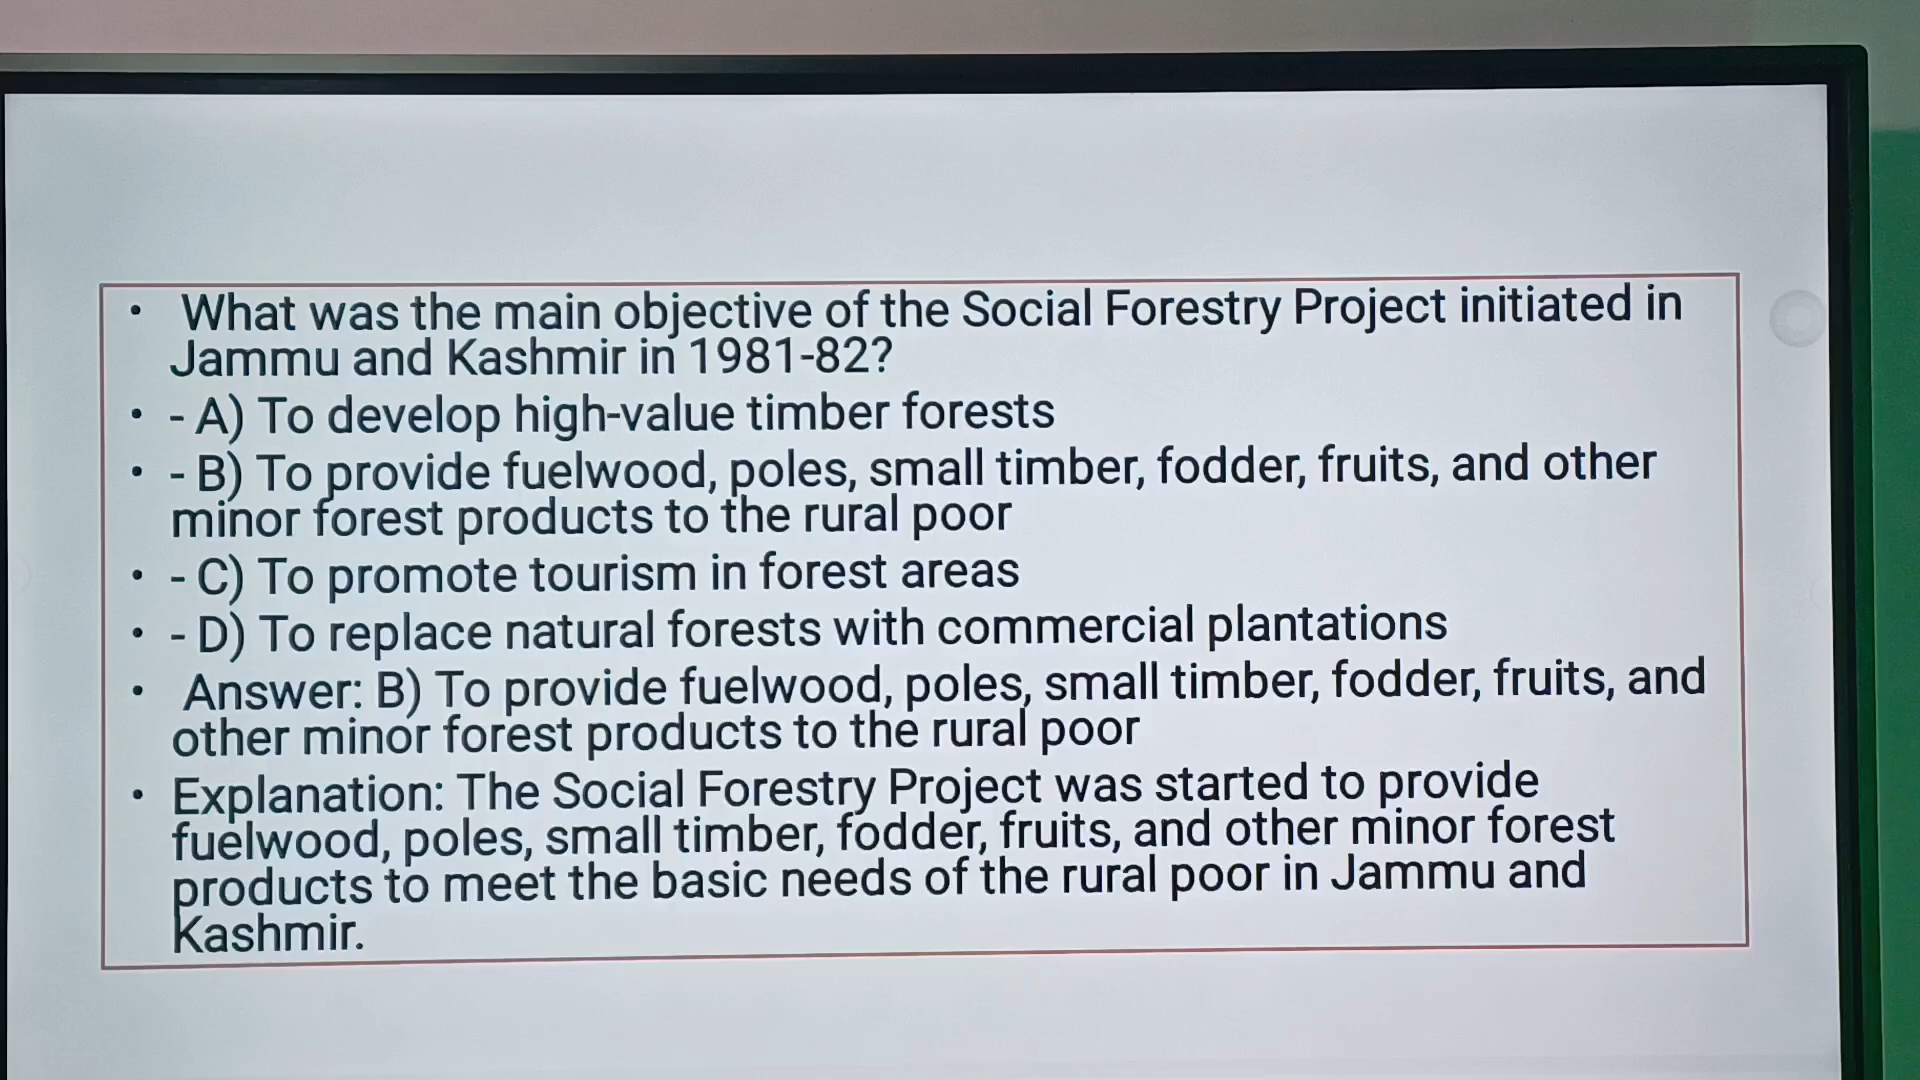 • What was the main objective of the Social Forestry Project initiated in
Jammu and Kashmir in 1981-82?
• - A) To develop high-value timber forests
• - B) To provide fuelwood, poles, small timber, fodder, fruits, and other
minor forest products to the rural poor
• - C) To promote tourism in forest areas
• - D) To replace natural forests with commercial plantations
• Answer: B) To provide fuelwood, poles, small timber, fodder, fruits, and
other minor forest products to the rural poor
• Explanation: The Social Forestry Project was started to provide
fuelwood, poles, small timber, fodder, fruits, and other minor forest
products to meet the basic needs of the rural poor in Jammu and
Kashmir.